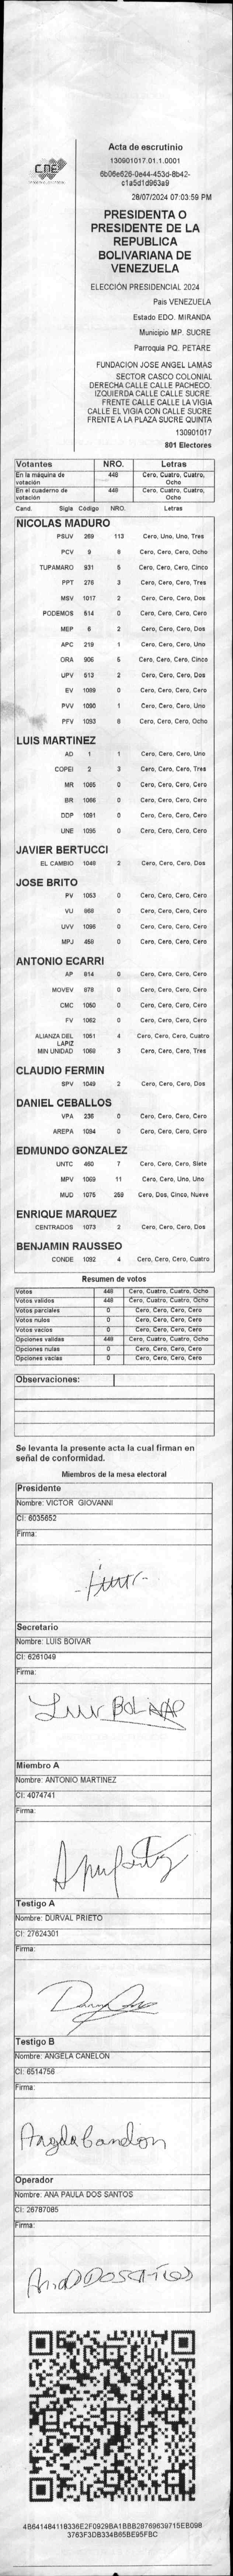 CNE
Acta de escrutinio
130901017.01.1.0001
6b06e626-0e44-453d-8b42-
c1a5d1d963a9
28/07/2024 07:03:59 PM
PRESIDENTA O
PRESIDENTE DE LA
REPUBLICA
BOLIVARIANA DE
VENEZUELA
ELECCIÓN PRESIDENCIAL 2024
Pais VENEZUELA
Estado EDO. MIRANDA
Municipio MP. SUCRE
Parroquia PQ. PETARE
FUNDACION JOSE ANGEL LAMAS
SECTOR CASCO COLONIAL
DERECHA CALLE CALLE PACHECO.
IZQUIERDA CALLE CALLE SUCRE.
FRENTE CALLE CALLE LA VIGIA
CALLE EL VIGIA CON CALLE SUCRE
FRENTE A LA PLAZA SUCRE QUINTA
130901017
801 Electores
Votantes NRO. Letras
En la máquina de votación 448 Cero, Cuatro, Cuatro, Ocho
En el cuaderno de votación 448 Cero, Cuatro, Cuatro, Ocho
Cand. Sigla Código NRO. Letras
NICOLAS MADURO
PSUV 269 113 Cero, Uno, Uno, Tres
PCV 9 8 Cero, Cero, Cero, Ocho
TUPAMARO 931 5 Cero, Cero, Cero, Cinco
PPT 276 3 Cero, Cero, Cero, Tres
MSV 1017 2 Cero, Cero, Cero, Dos
PODEMOS 514 0 Cero, Cero, Cero, Cero
MEP 6 2 Cero, Cero, Cero, Dos
APC 219 1 Cero, Cero, Cero, Uno
ORA 906 5 Cero, Cero, Cero, Cinco
UPV 513 2 Cero, Cero, Cero, Dos
EV 1089 0 Cero, Cero, Cero, Cero
PVV 1090 1 Cero, Cero, Cero, Uno
PFV 1093 8 Cero, Cero, Cero, Ocho
LUIS MARTINEZ
AD 1 1 Cero, Cero, Cero, Uno
COPEI 2 3 Cero, Cero, Cero, Tres
MR 1065 0 Cero, Cero, Cero, Cero
BR 1066 0 Cero, Cero, Cero, Cero
DDP 1091 0 Cero, Cero, Cero, Cero
UNE 1095 0 Cero, Cero, Cero, Cero
JAVIER BERTUCCI
EL CAMBIO 1048 2 Cero, Cero, Cero, Dos
JOSE BRITO
PV 1053 0 Cero, Cero, Cero, Cero
VU 868 0 Cero, Cero, Cero, Cero
UVV 1096 0 Cero, Cero, Cero, Cero
MPJ 458 0 Cero, Cero, Cero, Cero
ANTONIO ECARRI
AP 814 0 Cero, Cero, Cero, Cero
MOVEV 878 0 Cero, Cero, Cero, Cero
CMC 1050 0 Cero, Cero, Cero, Cero
FV 1062 0 Cero, Cero, Cero, Cero
ALIANZA DEL LAPIZ 1051 4 Cero, Cero, Cero, Cuatro
MIN UNIDAD 1068 3 Cero, Cero, Cero, Tres
CLAUDIO FERMIN
SPV 1049 2 Cero, Cero, Cero, Dos
DANIEL CEBALLOS
VPA 236 0 Cero, Cero, Cero, Cero
AREPA 1094 0 Cero, Cero, Cero, Cero
EDMUNDO GONZALEZ
UNTC 460 7 Cero, Cero, Cero, Siete
MPV 1069 11 Cero, Cero, Uno, Uno
MUD 1075 259 Cero, Dos, Cinco, Nueve
ENRIQUE MARQUEZ
CENTRADOS 1073 2 Cero, Cero, Cero, Dos
BENJAMIN RAUSSEO
CONDE 1092 4 Cero, Cero, Cero, Cuatro
Resumen de votos
Votos 448 Cero, Cuatro, Cuatro, Ocho
Votos validos 448 Cero, Cuatro, Cuatro, Ocho
Votos parciales 0 Cero, Cero, Cero, Cero
Votos nulos 0 Cero, Cero, Cero, Cero
Votos vacios 0 Cero, Cero, Cero, Cero
Opciones validas 448 Cero, Cuatro, Cuatro, Ocho
Opciones nulas 0 Cero, Cero, Cero, Cero
Opciones vacias 0 Cero, Cero, Cero, Cero
Observaciones:
Se levanta la presente acta la cual firman en
señal de conformidad.
Miembros de la mesa electoral
Presidente
Nombre: VICTOR GIOVANNI
CI: 6035652
Firma:
Secretario
Nombre: LUIS BOIVAR
CI: 6261049
Firma:
Luis BOLIVAR
Miembro A
Nombre: ANTONIO MARTINEZ
CI: 4074741
Firma:
Testigo A
Nombre: DURVAL PRIETO
CI: 27624301
Firma:
Testigo B
Nombre: ANGELA CANELON
CI: 6514756
Firma:
Angela Canelon
Operador
Nombre: ANA PAULA DOS SANTOS
CI: 26787085
Firma:
4B641484118336E2F0929BA1BBB28769639715EB098
3763F3DB334B65BE95FBC